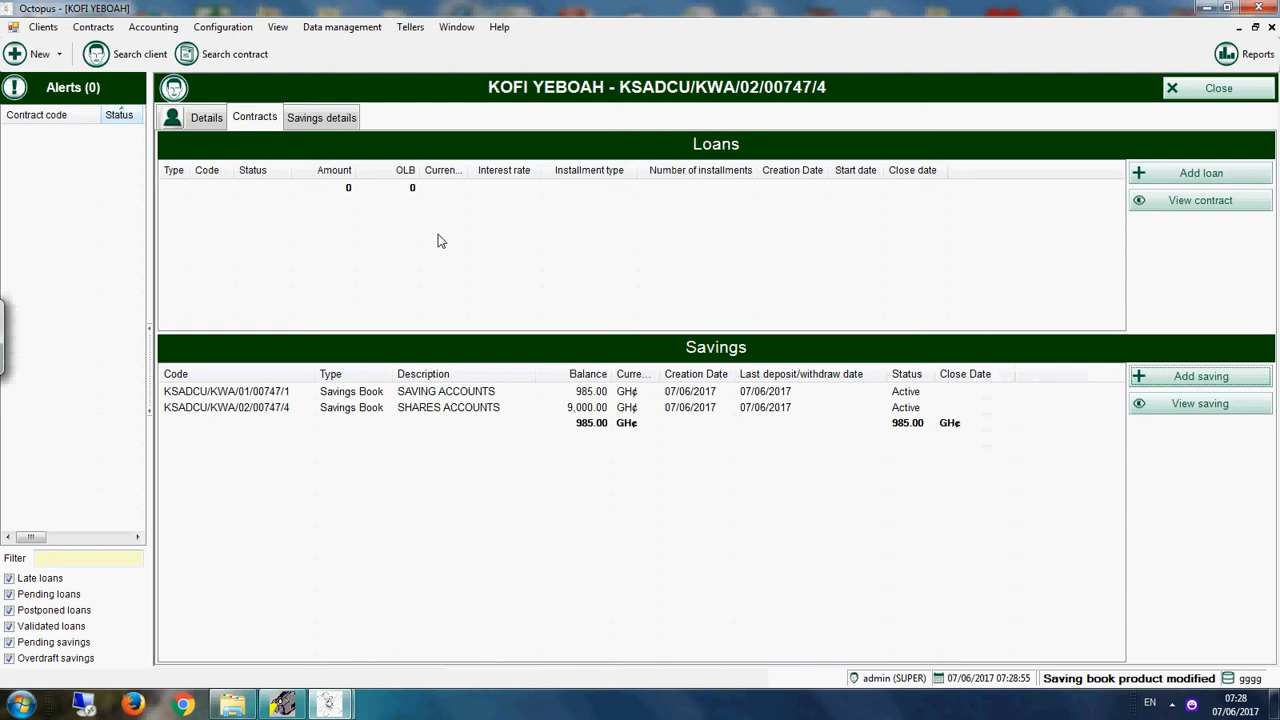 Octopus - [KOFI YEBOAH]
Clients Contracts Accounting Configuration View Data management Tellers Window Help
New Search client Search contract Reports
Alerts (0) KOFI YEBOAH - KSADCU/KWA/02/00747/4 Close
Contract code Status
Details Contracts Savings details
Loans
Type Code Status Amount OLB Curren... Interest rate Installment type Number of installments Creation Date Start date Close date
0 0
Add loan
View contract
Savings
Code Type Description Balance Curre... Creation Date Last deposit/withdraw date Status Close Date
KSADCU/KWA/01/00747/1 Savings Book SAVING ACCOUNTS 985.00 GH¢ 07/06/2017 07/06/2017 Active
KSADCU/KWA/02/00747/4 Savings Book SHARES ACCOUNTS 9,000.00 GH¢ 07/06/2017 07/06/2017 Active
985.00 GH¢ 985.00 GH¢
Add saving
View saving
Filter
Late loans
Pending loans
Postponed loans
Validated loans
Pending savings
Overdraft savings
admin (SUPER) 07/06/2017 07:28:55 Saving book product modified gggg
EN 07:28
07/06/2017